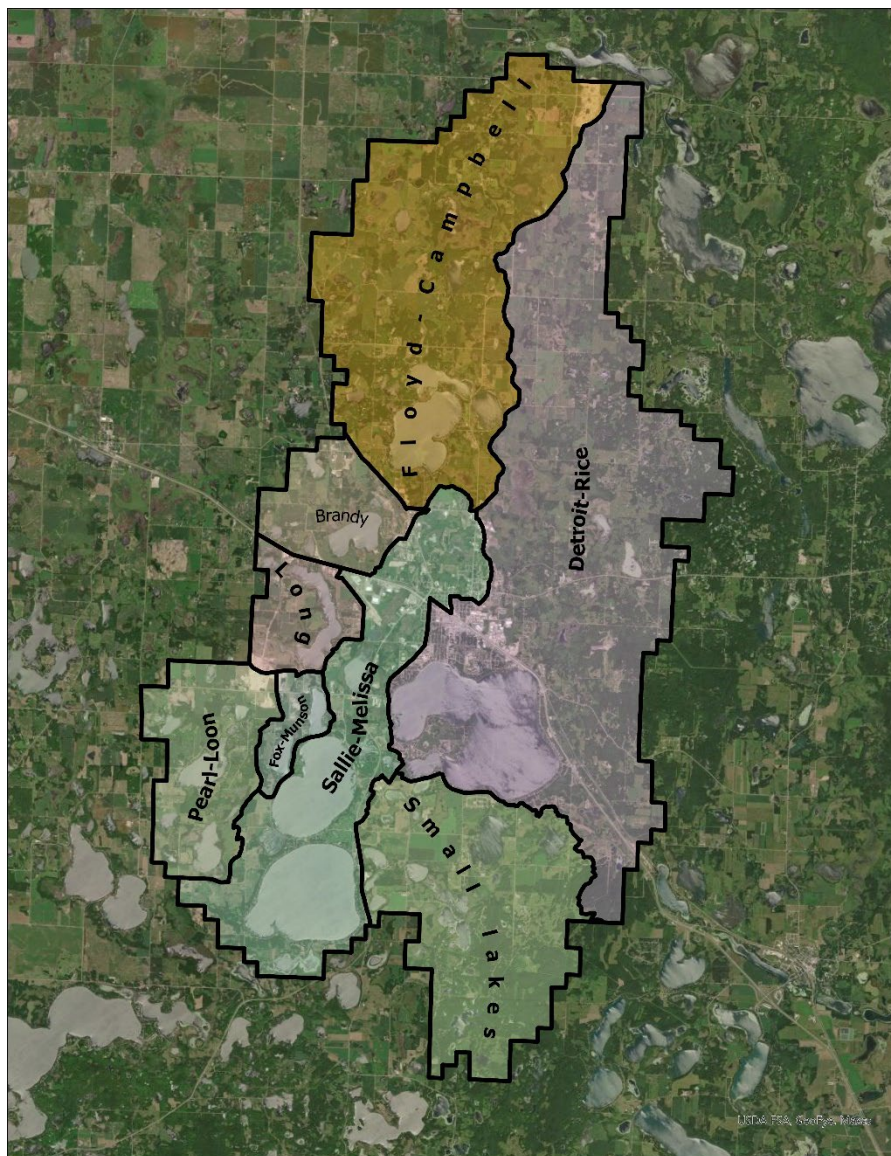 Floyd-Campbell
Detroit-Rice
Brandy
Long
Fox-Munson
Sallie-Melissa
Pearl-Loon
Small lakes
USDA FSA, GeoEye, Maxar